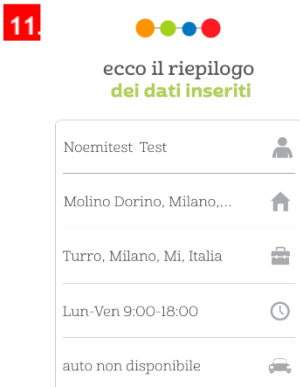 11.
ecco il riepilogo
dei dati inseriti
Noemitest Test
Molino Dorino, Milano,...
Turro, Milano, Mi, Italia
Lun-Ven 9:00-18:00
auto non disponibile